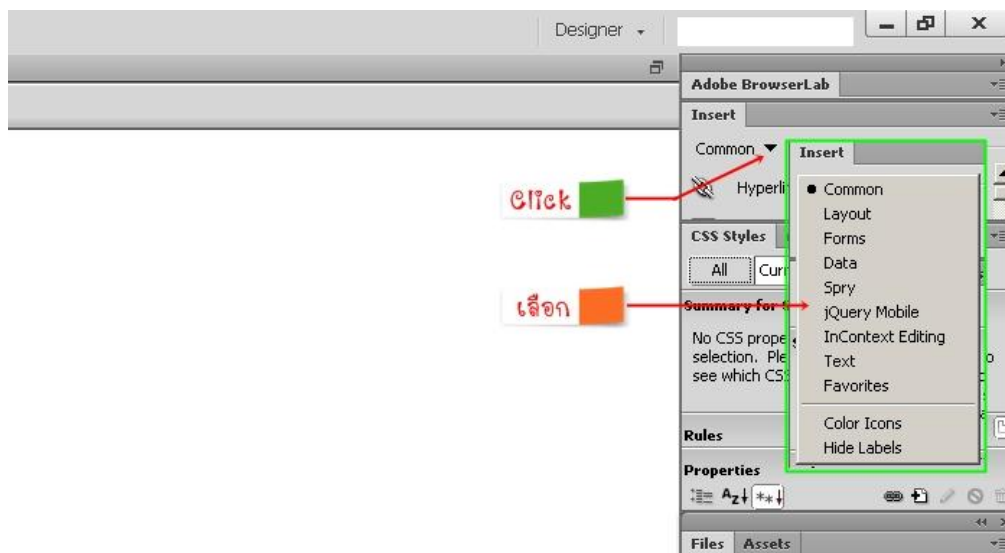 Designer
Adobe BrowserLab
Insert
Common
Insert
Hyperli
Click
Common
Layout
Forms
Data
Spry
jQuery Mobile
InContext Editing
Text
Favorites
Color Icons
Hide Labels
CSS Styles
All
Curr
เลือก
Summary for S
No CSS prope
selection. Ple
see which CSS
Rules
Properties
Files
Assets